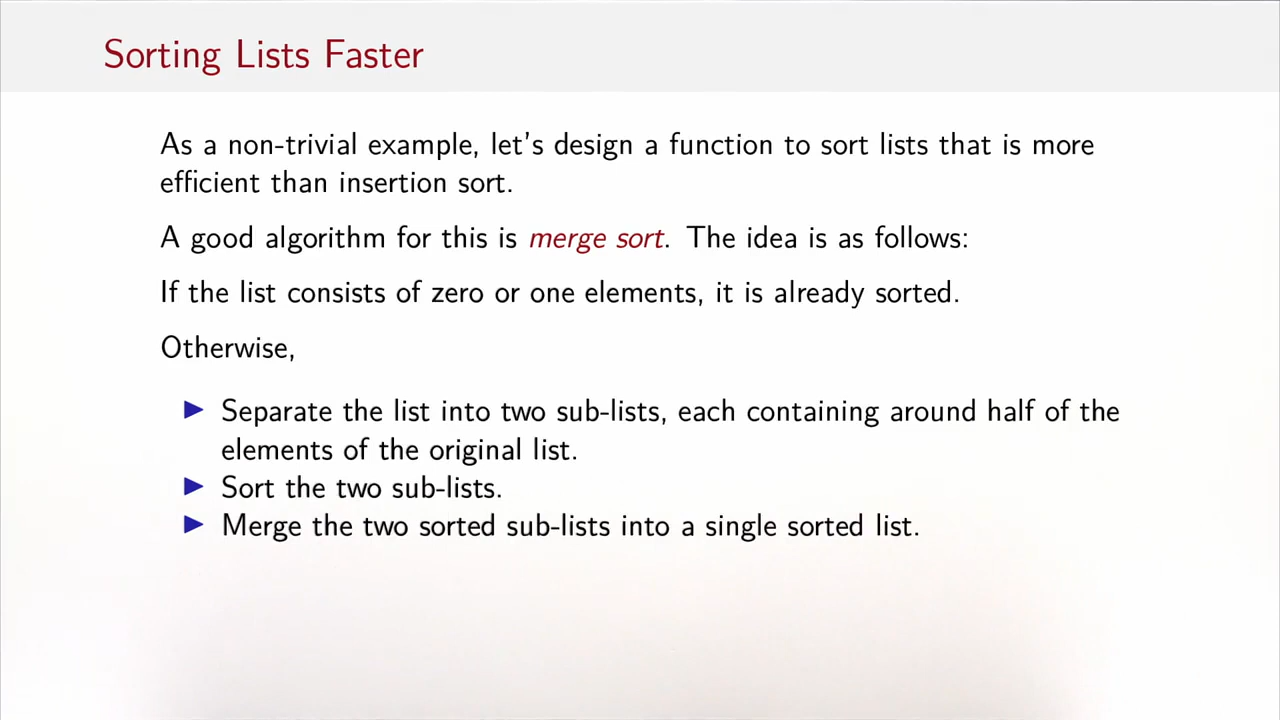 Sorting Lists Faster
As a non-trivial example, let's design a function to sort lists that is more
efficient than insertion sort.
A good algorithm for this is merge sort. The idea is as follows:
If the list consists of zero or one elements, it is already sorted.
Otherwise,
▶ Separate the list into two sub-lists, each containing around half of the
elements of the original list.
▶ Sort the two sub-lists.
▶ Merge the two sorted sub-lists into a single sorted list.